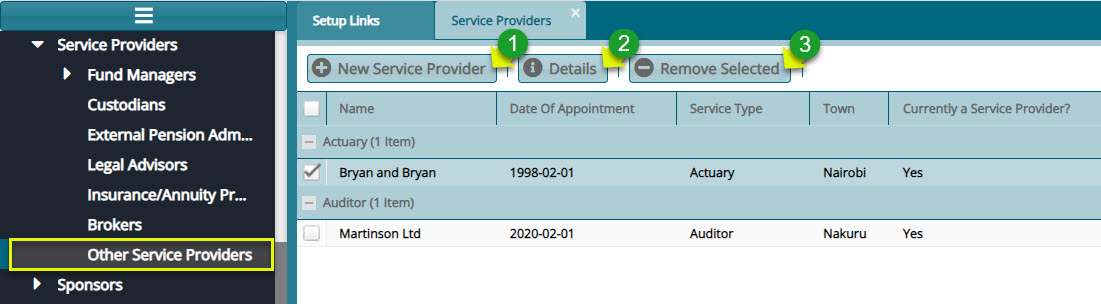 Setup Links
Service Providers
×
Service Providers
Fund Managers
Custodians
External Pension Adm...
Legal Advisors
Insurance/Annuity Pr...
Brokers
Other Service Providers
Sponsors
1
2
3
New Service Provider
Details
Remove Selected
Name Date Of Appointment Service Type Town Currently a Service Provider?
Actuary (1 Item)
Bryan and Bryan 1998-02-01 Actuary Nairobi Yes
Auditor (1 Item)
Martinson Ltd 2020-02-01 Auditor Nakuru Yes